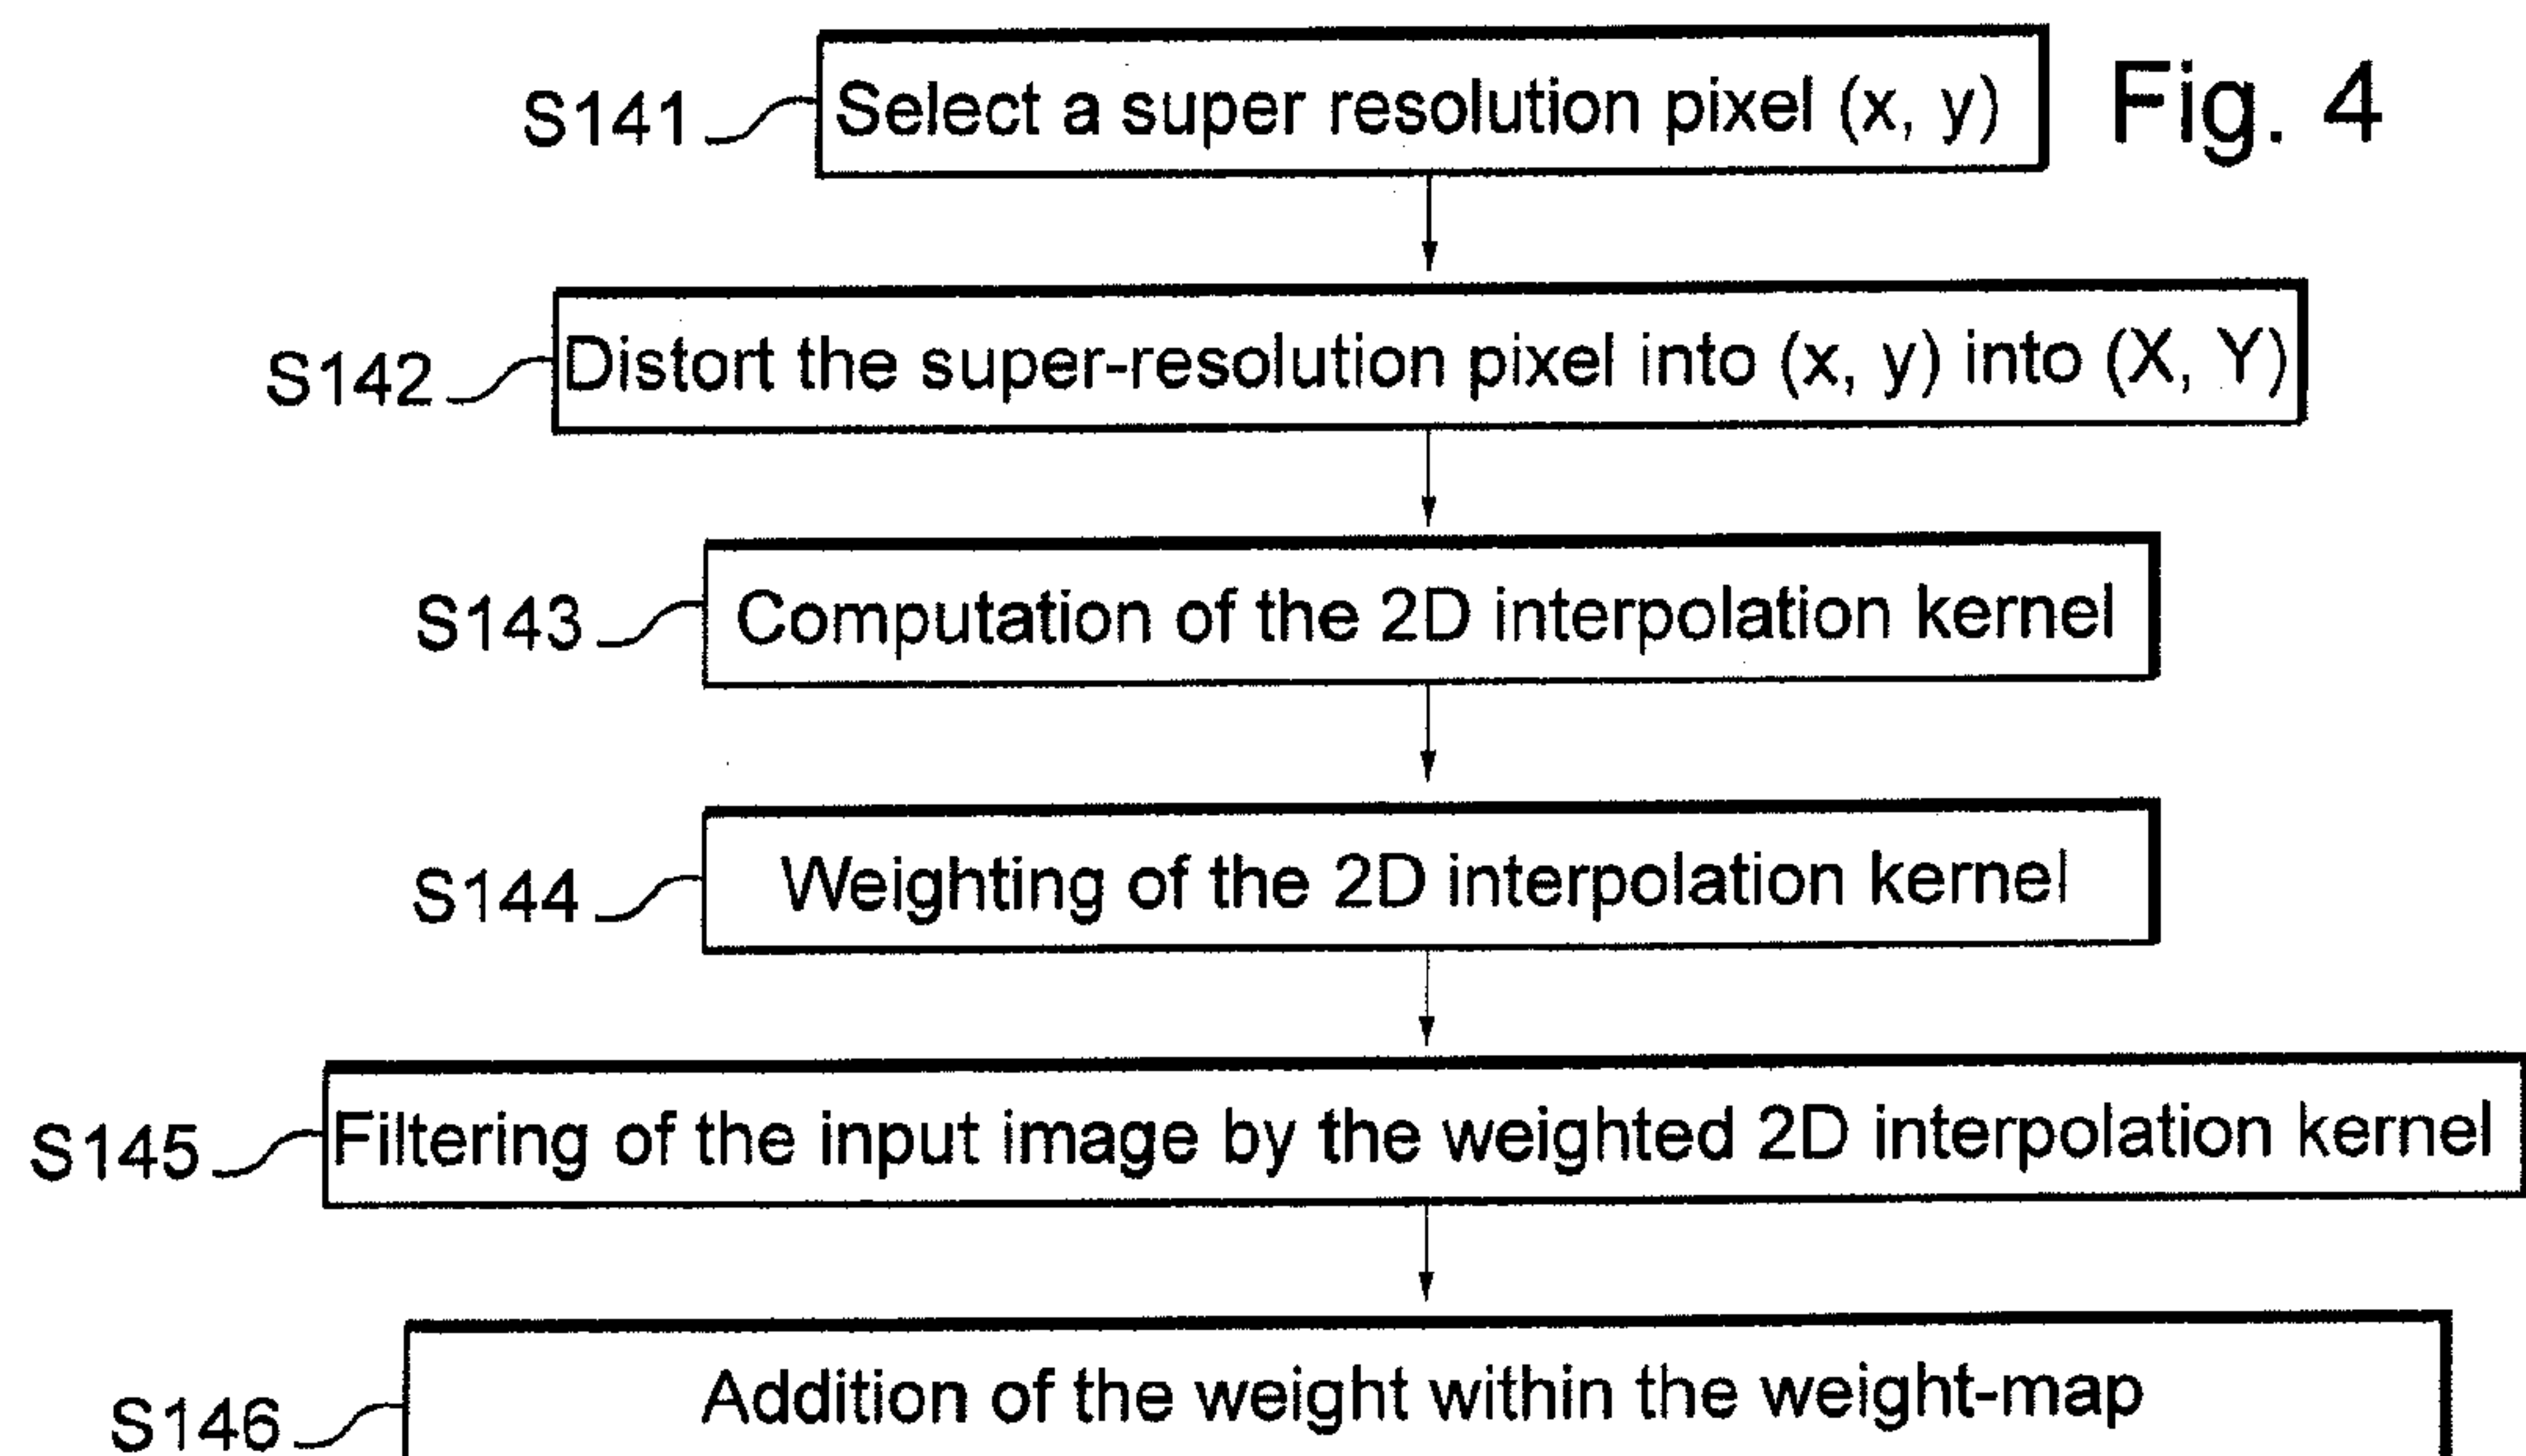 S141 Select a super resolution pixel (x, y) Fig. 4
S142 Distort the super-resolution pixel into (x, y) into (X, Y)
S143 Computation of the 2D interpolation kernel
S144 Weighting of the 2D interpolation kernel
S145 Filtering of the input image by the weighted 2D interpolation kernel
S146 Addition of the weight within the weight-map